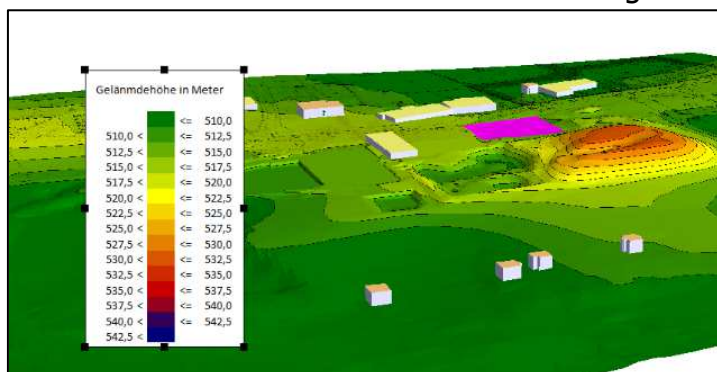 Gelänmdehöhe in Meter
<= 510,0
510,0 < <= 512,5
512,5 < <= 515,0
515,0 < <= 517,5
517,5 < <= 520,0
520,0 < <= 522,5
522,5 < <= 525,0
525,0 < <= 527,5
527,5 < <= 530,0
530,0 < <= 532,5
532,5 < <= 535,0
535,0 < <= 537,5
537,5 < <= 540,0
540,0 < <= 542,5
542,5 <